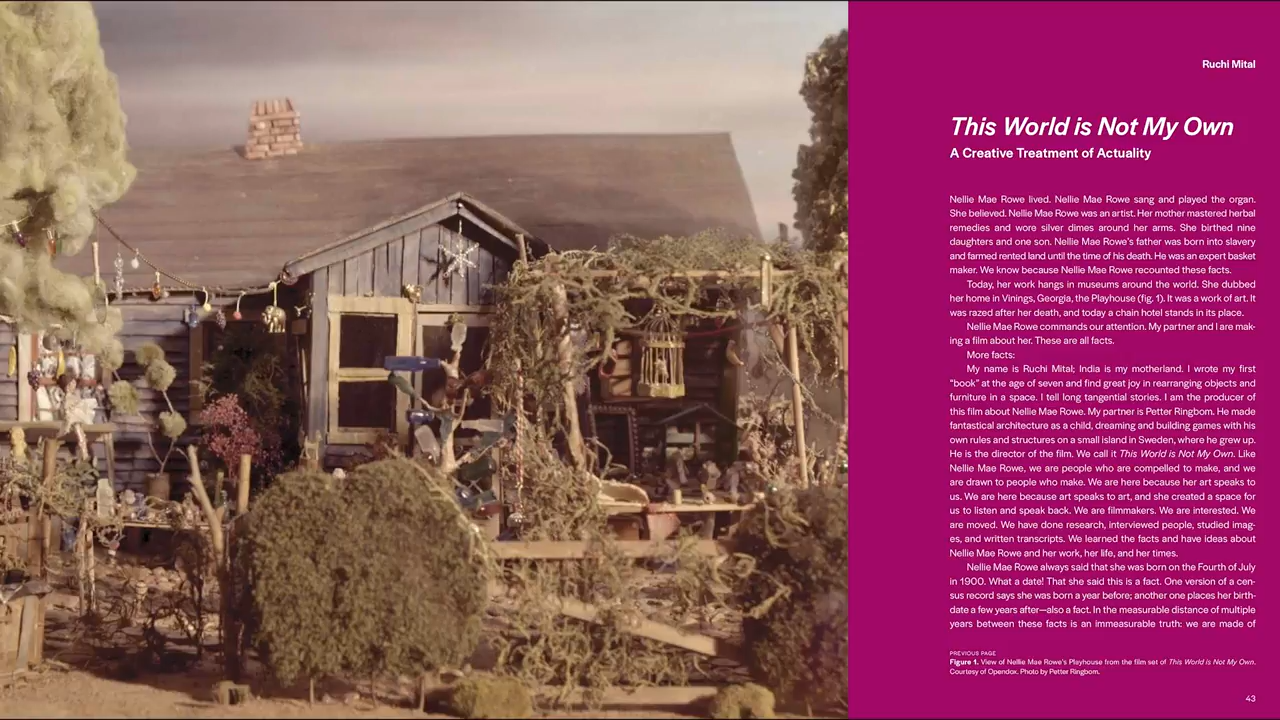 Ruchi Mital
This World is Not My Own
A Creative Treatment of Actuality
Nellie Mae Rowe lived. Nellie Mae Rowe sang and played the organ.
She believed. Nellie Mae Rowe was an artist. Her mother mastered herbal
remedies and wore silver dimes around her arms. She birthed nine
daughters and one son. Nellie Mae Rowe's father was born into slavery
and farmed rented land until the time of his death. He was an expert basket
maker. We know because Nellie Mae Rowe recounted these facts.
Today, her work hangs in museums around the world. She dubbed
her home in Vinings, Georgia, the Playhouse (fig. 1). It was a work of art. It
was razed after her death, and today a chain hotel stands in its place.
Nellie Mae Rowe commands our attention. My partner and I are mak-
ing a film about her. These are all facts.
More facts:
My name is Ruchi Mital; India is my motherland. I wrote my first
"book" at the age of seven and find great joy in rearranging objects and
furniture in a space. I tell long tangential stories. I am the producer of
this film about Nellie Mae Rowe. My partner is Petter Ringbom. He made
fantastical architecture as a child, dreaming and building games with his
own rules and structures on a small island in Sweden, where he grew up.
He is the director of the film. We call it This World is Not My Own. Like
Nellie Mae Rowe, we are people who are compelled to make, and we
are drawn to people who make. We are here because her art speaks to
us. We are here because art speaks to art, and she created a space for
us to listen and speak back. We are filmmakers. We are interested. We
are moved. We have done research, interviewed people, studied imag-
es, and written transcripts. We learned the facts and have ideas about
Nellie Mae Rowe and her work, her life, and her times.
Nellie Mae Rowe always said that she was born on the Fourth of July
in 1900. What a date! That she said this is a fact. One version of a cen-
sus record says she was born a year before; another one places her birth-
date a few years after—also a fact. In the measurable distance of multiple
years between these facts is an immeasurable truth: we are made of
PREVIOUS PAGE
Figure 1. View of Nellie Mae Rowe's Playhouse from the film set of This World is Not My Own.
Courtesy of Opendox. Photo by Petter Ringbom.
43